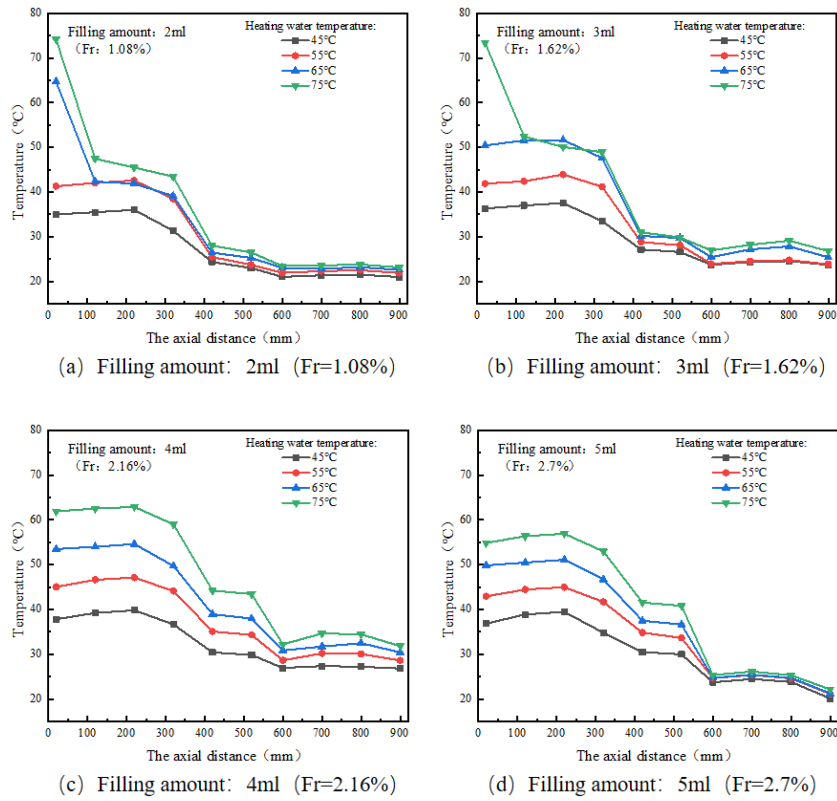 Filling amount：2ml
（Fr：1.08%）
Heating water temperature:
45℃
55℃
65℃
75℃
80
70
60
50
40
30
20
Temperature（℃）
0 100 200 300 400 500 600 700 800 900
The axial distance（mm）
(a) Filling amount：2ml (Fr=1.08%)
Filling amount：3ml
（Fr：1.62%）
Heating water temperature:
45℃
55℃
65℃
75℃
80
70
60
50
40
30
20
Temperature（℃）
0 100 200 300 400 500 600 700 800 900
The axial distance（mm）
(b) Filling amount：3ml (Fr=1.62%)
Filling amount：4ml
（Fr：2.16%）
Heating water temperature:
45℃
55℃
65℃
75℃
80
70
60
50
40
30
20
Temperature（℃）
0 100 200 300 400 500 600 700 800 900
The axial distance（mm）
(c) Filling amount：4ml (Fr=2.16%)
Filling amount：5ml
（Fr：2.7%）
Heating water temperature:
45℃
55℃
65℃
75℃
80
70
60
50
40
30
20
Temperature（℃）
0 100 200 300 400 500 600 700 800 900
The axial distance（mm）
(d) Filling amount：5ml (Fr=2.7%)